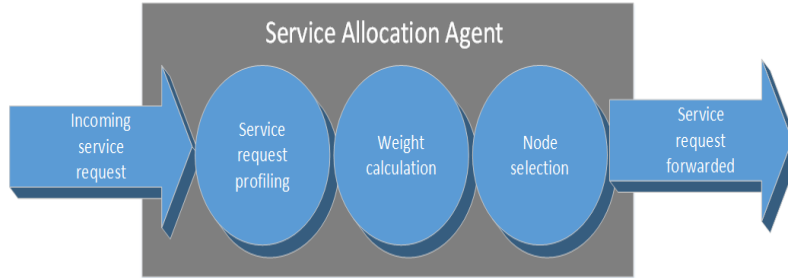 Service Allocation Agent
Incoming
service
request
Service
request
profiling
Weight
calculation
Node
selection
Service
request
forwarded